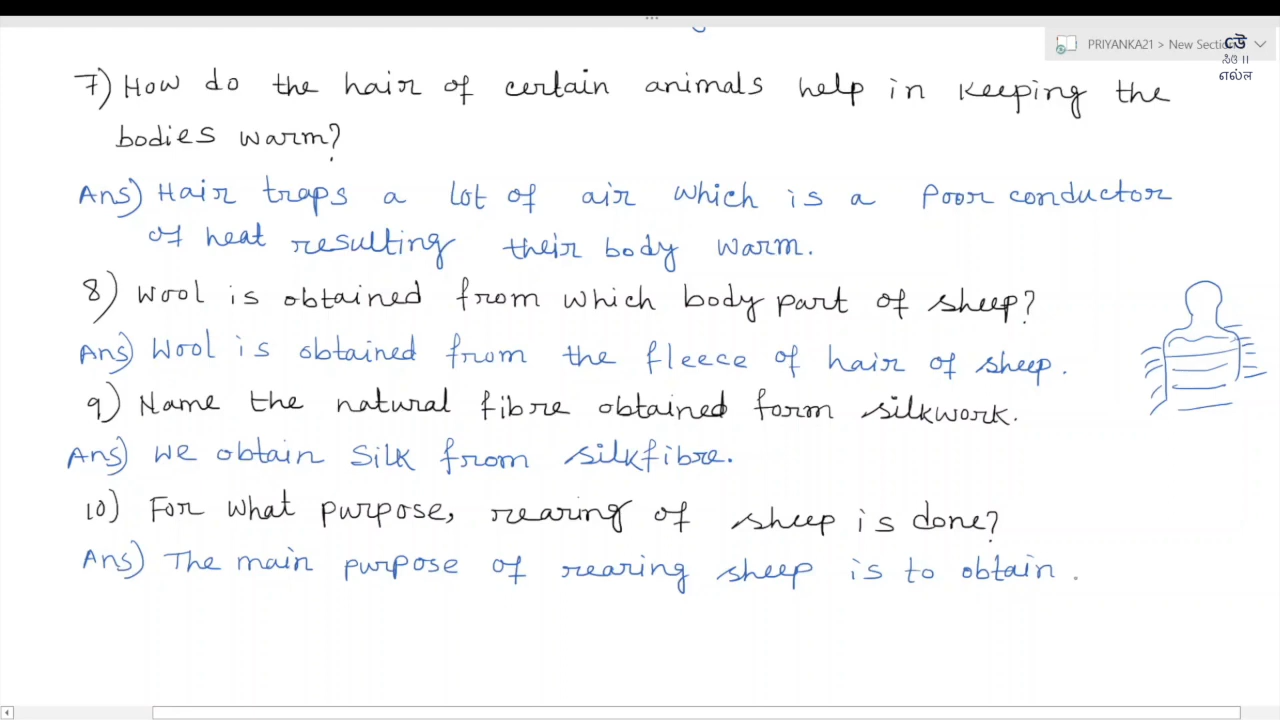 PRIYANKA21 > New Section
7) How do the hair of certain animals help in keeping the
bodies warm?
Ans) Hair traps a lot of air which is a poor conductor
of heat resulting their body warm.
8) Wool is obtained from which body part of sheep?
Ans) Wool is obtained from the fleece of hair of sheep.
9) Name the natural fibre obtained form silkwork.
Ans) we obtain silk from silkfibre.
10) For what purpose, rearing of sheep is done?
Ans) The main purpose of rearing sheep is to obtain